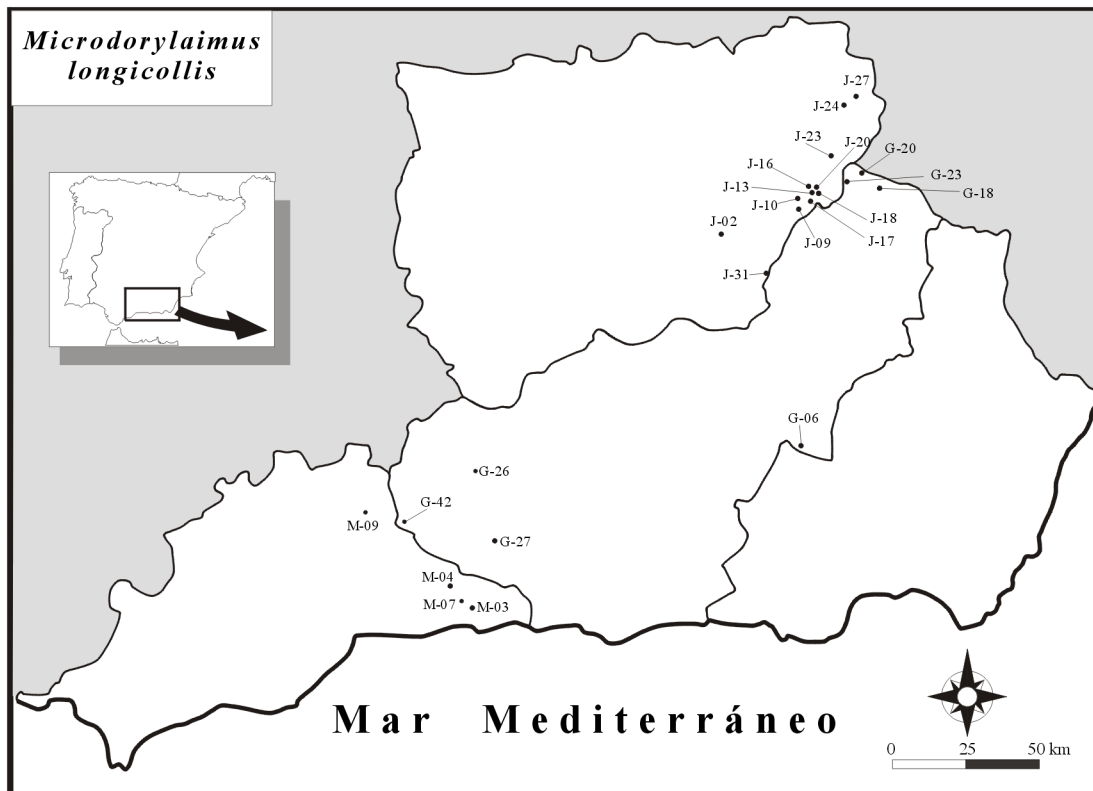 Microdorylaimus
longicollis
J-27
J-24
J-23
J-20
G-20
J-16
G-23
J-13
G-18
J-10
J-18
J-02
J-09
J-17
J-31
G-06
G-26
G-42
M-09
G-27
M-04
M-07
M-03
Mar Mediterráneo
0 25 50 km